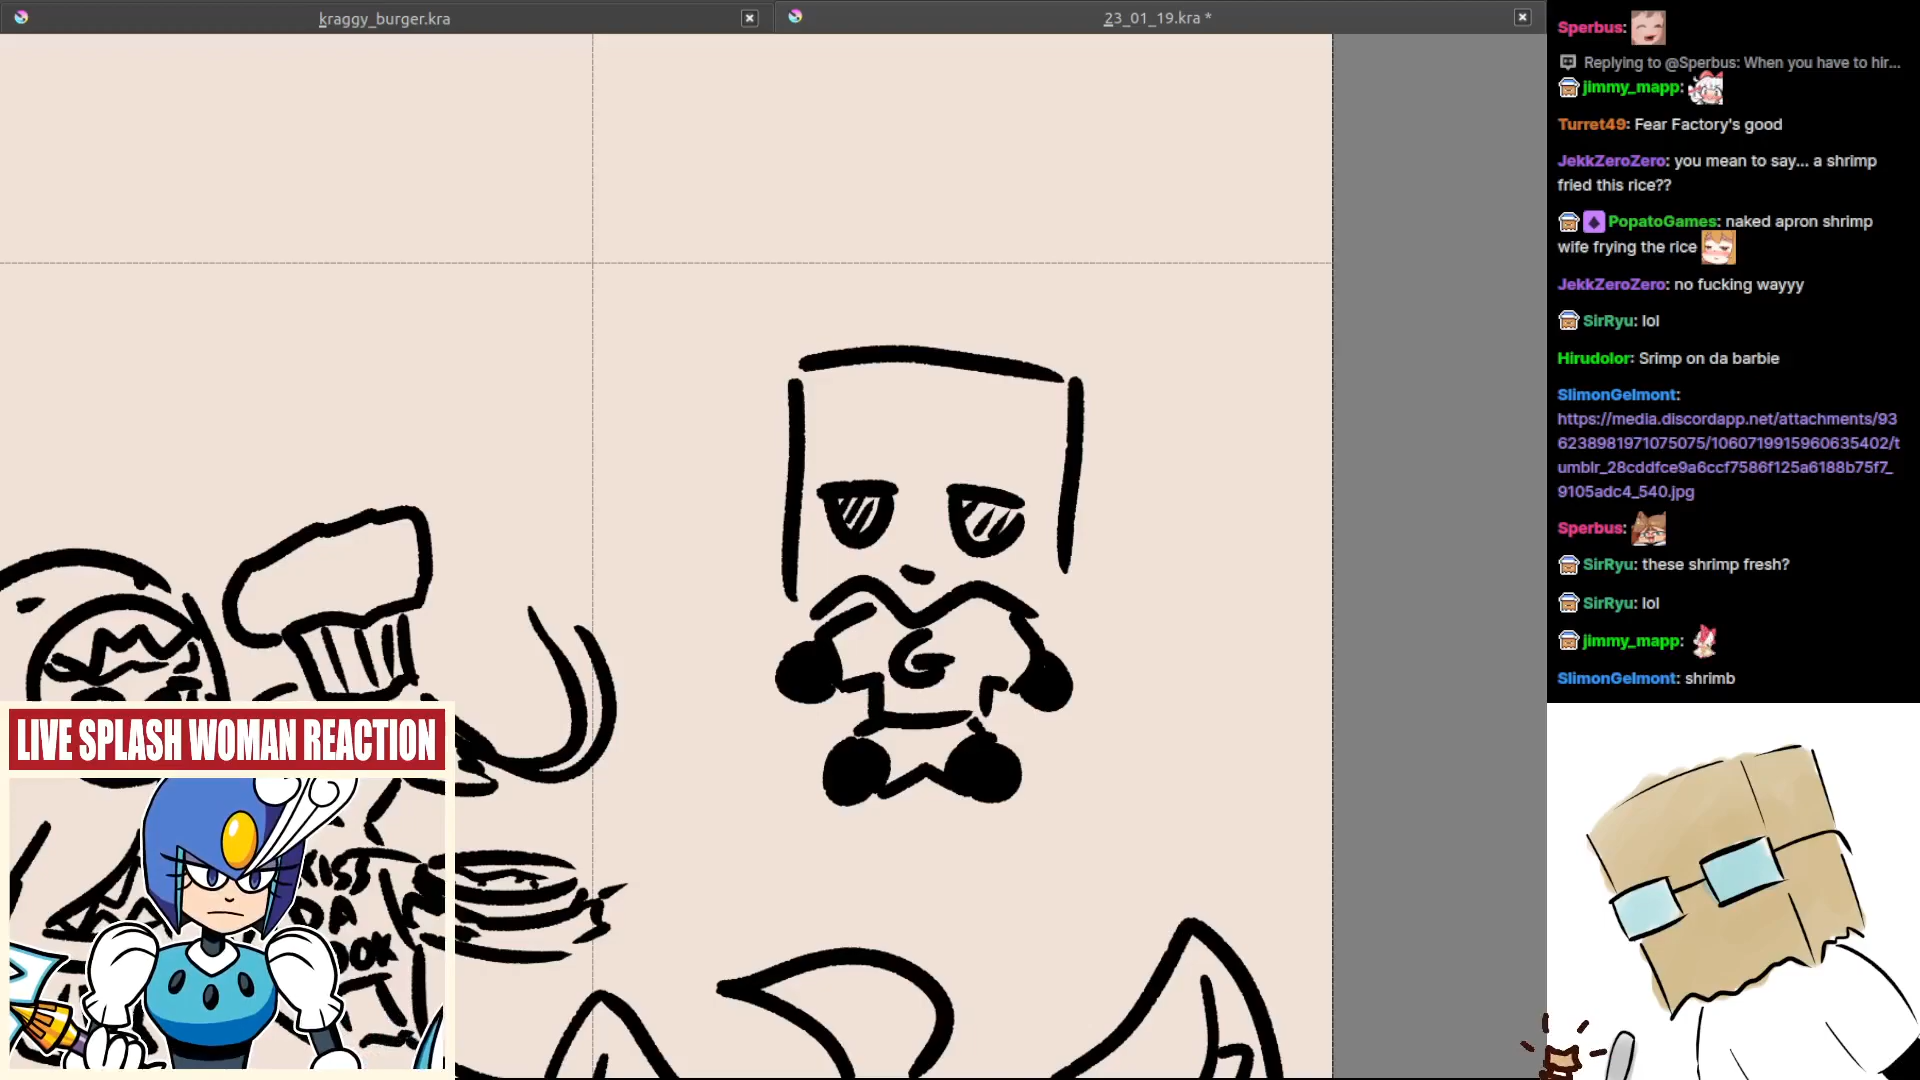 kraggy_burger.kra
23_01_19.kra *
Sperbus:
Replying to @Sperbus: When you have to hir...
jimmy_mapp:
Turret49: Fear Factory's good
JekkZeroZero: you mean to say... a shrimp
fried this rice??
PopatoGames: naked apron shrimp
wife frying the rice
JekkZeroZero: no fucking wayyy
SirRyu: lol
Hirudolor: Srimp on da barbie
SlimonGelmont:
https://media.discordapp.net/attachments/93
6238981971075075/1060719915960635402/t
umblr_28cddfce9a6ccf7586f125a6188b75f7_
9105adc4_540.jpg
Sperbus:
SirRyu: these shrimp fresh?
SirRyu: lol
jimmy_mapp:
SlimonGelmont: shrimb
G
LIVE SPLASH WOMAN REACTION
KISS
DA